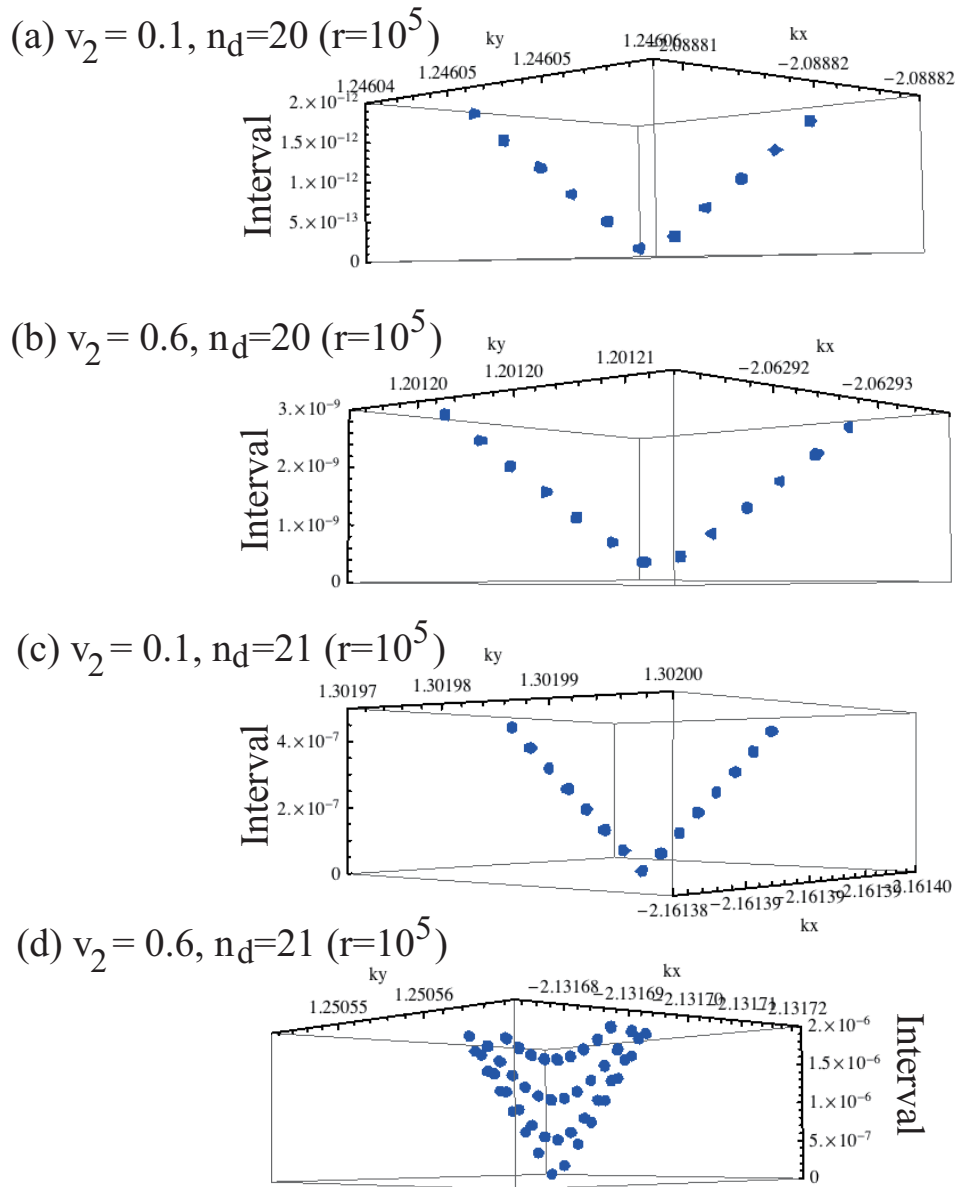 (a) v2 = 0.1, nd=20 (r=10^5)
ky
kx
1.24604
1.24605
1.24605
1.24606
−2.08881
−2.08882
−2.08882
2.×10^−12
1.5×10^−12
1.×10^−12
5.×10^−13
0
Interval
(b) v2 = 0.6, nd=20 (r=10^5)
ky
kx
1.20120
1.20120
1.20121
−2.06292
−2.06293
3.×10^−9
2.×10^−9
1.×10^−9
0
Interval
(c) v2 = 0.1, nd=21 (r=10^5)
ky
1.30197
1.30198
1.30199
1.30200
4.×10^−7
2.×10^−7
0
Interval
−2.16138
−2.16139
−2.16139
−2.16139
−2.16140
kx
(d) v2 = 0.6, nd=21 (r=10^5)
ky
kx
1.25055
1.25056
−2.13168
−2.13169
−2.13170
−2.13171
−2.13172
2.×10^−6
1.5×10^−6
1.×10^−6
5.×10^−7
0
Interval